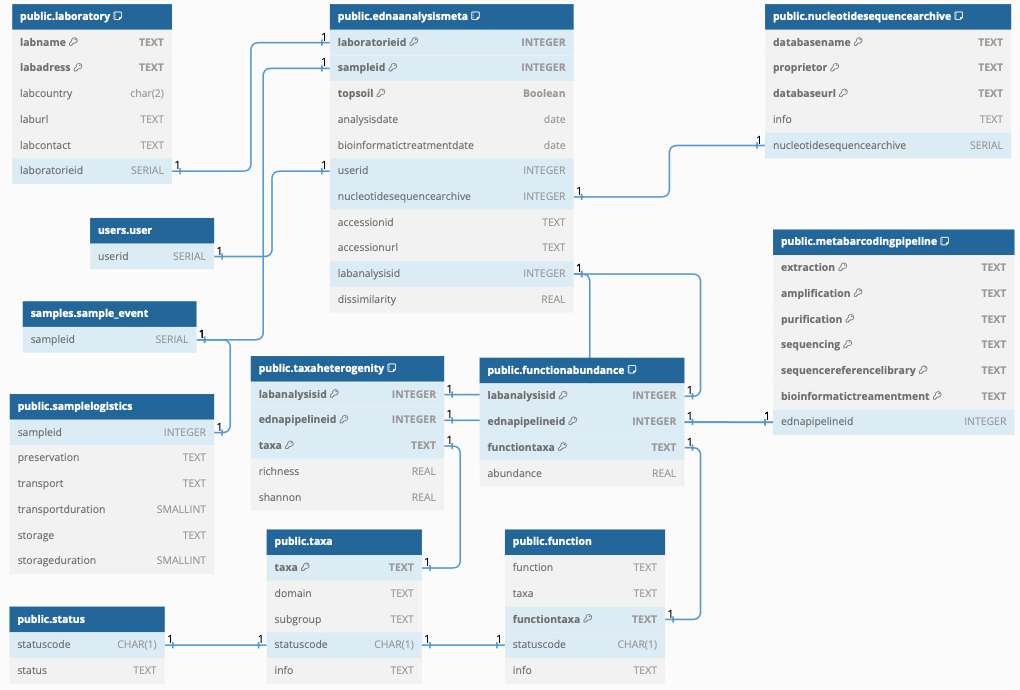 public.laboratory
labname TEXT
labadress TEXT
labcountry char(2)
laburl TEXT
labcontact TEXT
laboratorieid SERIAL
1
public.ednaanalysismeta
1 laboratorieid INTEGER
1 sampleid INTEGER
topsoil Boolean
analysisdate date
bioinformatictreatmentdate date
1 userid INTEGER
nucleotidesequencearchive INTEGER 1
accessionid TEXT
accessionurl TEXT
labanalysisid INTEGER 1
dissimilarity REAL
public.nucleotidesequencearchive
databasename TEXT
proprietor TEXT
databaseurl TEXT
info TEXT
1 nucleotidesequencearchive SERIAL
users.user
userid SERIAL 1
public.metabarcodingpipeline
extraction TEXT
amplification TEXT
purification TEXT
sequencing TEXT
sequencereferencelibrary TEXT
bioinformatictreamentment TEXT
1 ednapipelineid INTEGER
samples.sample_event
sampleid SERIAL 1
public.samplelogistics
sampleid INTEGER 1
preservation TEXT
transport TEXT
transportduration SMALLINT
storage TEXT
storageduration SMALLINT
public.taxaheterogenity
labanalysisid INTEGER 1
ednapipelineid INTEGER 1
taxa TEXT 1
richness REAL
shannon REAL
public.functionabundance
labanalysisid INTEGER 1
ednapipelineid INTEGER 1
functiontaxa TEXT 1
abundance REAL
public.taxa
taxa TEXT 1
domain TEXT
subgroup TEXT
1 statuscode CHAR(1) 1
info TEXT
public.function
function TEXT
taxa TEXT
functiontaxa TEXT 1
1 statuscode CHAR(1)
info TEXT
public.status
statuscode CHAR(1) 1
status TEXT